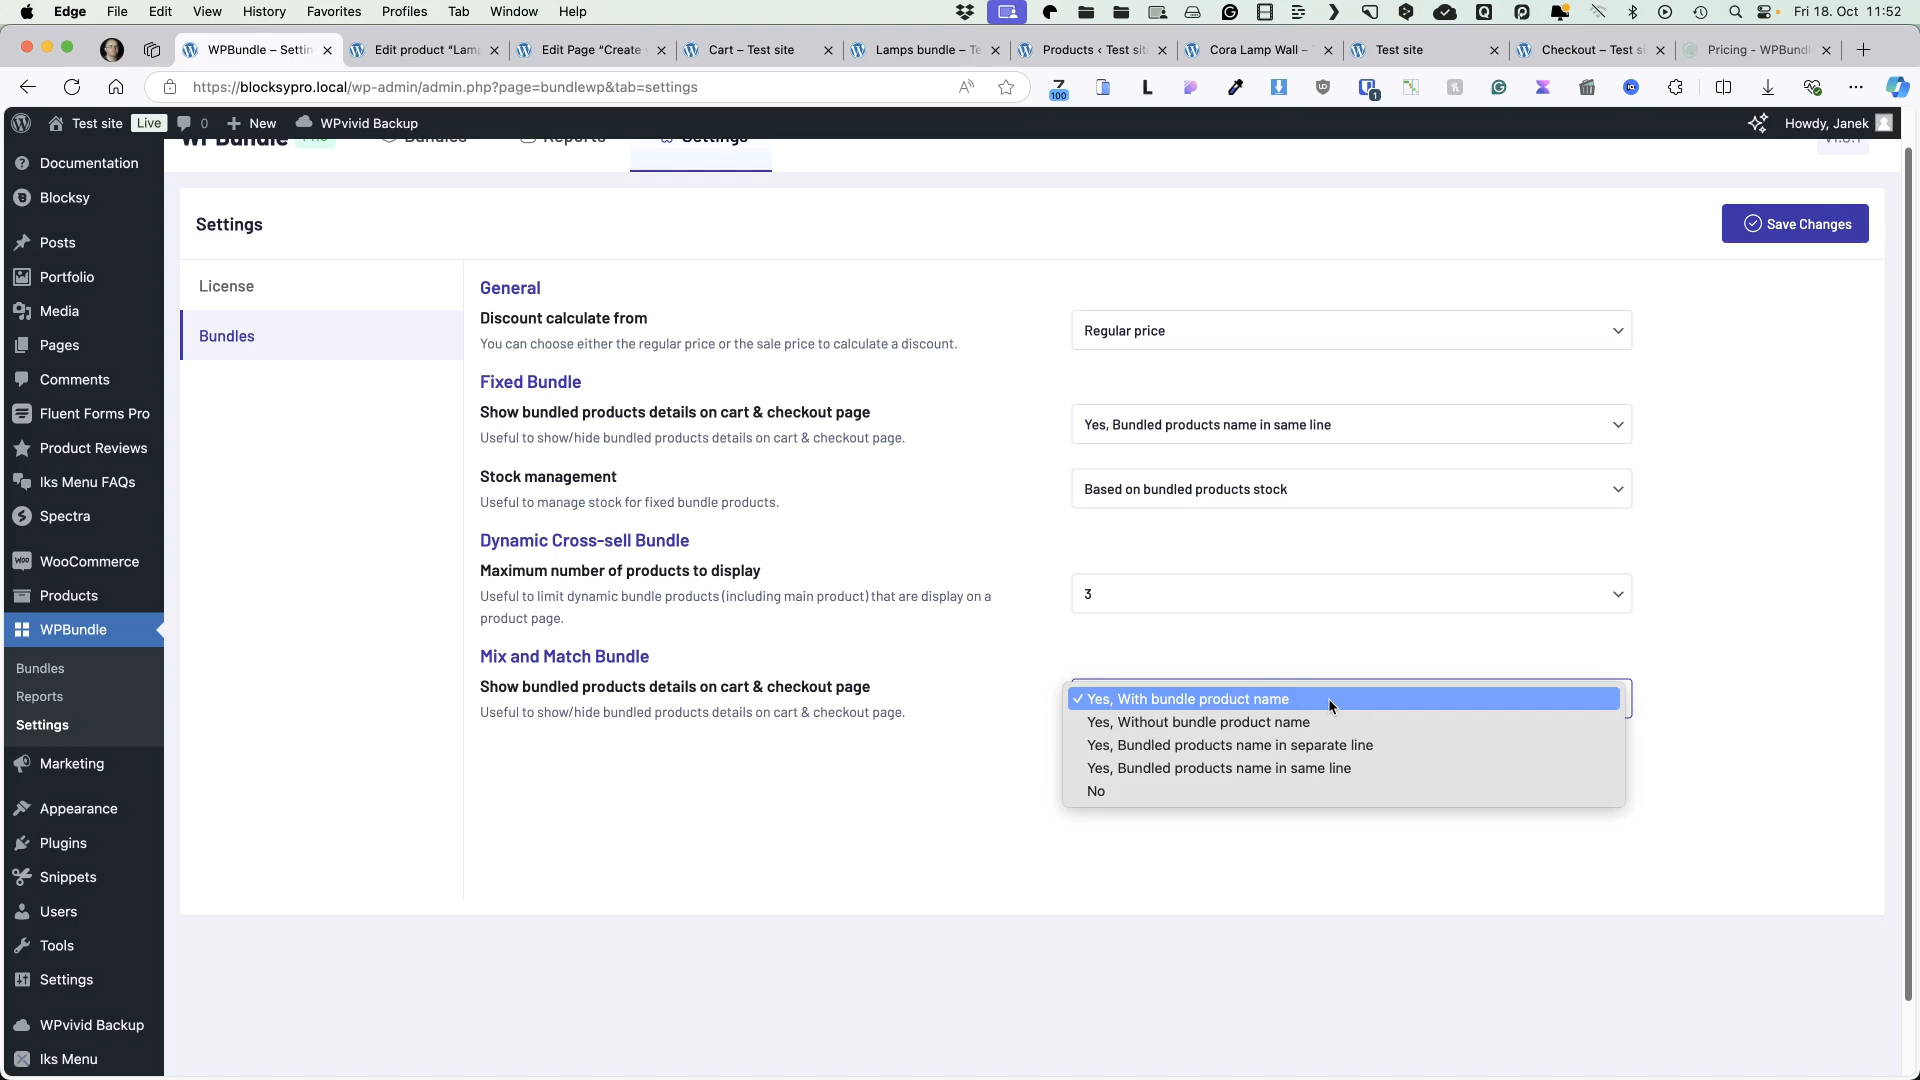 Edge File Edit View History Favorites Profiles Tab Window Help Fri 18. Oct 11:52
WPBundle – Settin Edit product “Lam Edit Page “Create Cart – Test site Lamps bundle – Te Products ‹ Test site Cora Lamp Wall – Test site Checkout – Test si Pricing - WPBundl
https://blocksypro.local/wp-admin/admin.php?page=bundlewp&tab=settings
100
1
Test site Live 0 New WPvivid Backup Howdy, Janek
WPBundle PRO Bundles Reports Settings
Documentation
Blocksy
Posts
Portfolio
Media
Pages
Comments
Fluent Forms Pro
Product Reviews
Iks Menu FAQs
Spectra
WooCommerce
Products
WPBundle
Bundles
Reports
Settings
Marketing
Appearance
Plugins
Snippets
Users
Tools
Settings
WPvivid Backup
Iks Menu
Settings
Save Changes
License
Bundles
General
Discount calculate from
You can choose either the regular price or the sale price to calculate a discount.
Regular price
Fixed Bundle
Show bundled products details on cart & checkout page
Useful to show/hide bundled products details on cart & checkout page.
Yes, Bundled products name in same line
Stock management
Useful to manage stock for fixed bundle products.
Based on bundled products stock
Dynamic Cross-sell Bundle
Maximum number of products to display
Useful to limit dynamic bundle products (including main product) that are display on a
product page.
3
Mix and Match Bundle
Show bundled products details on cart & checkout page
Useful to show/hide bundled products details on cart & checkout page.
✓ Yes, With bundle product name
Yes, Without bundle product name
Yes, Bundled products name in separate line
Yes, Bundled products name in same line
No